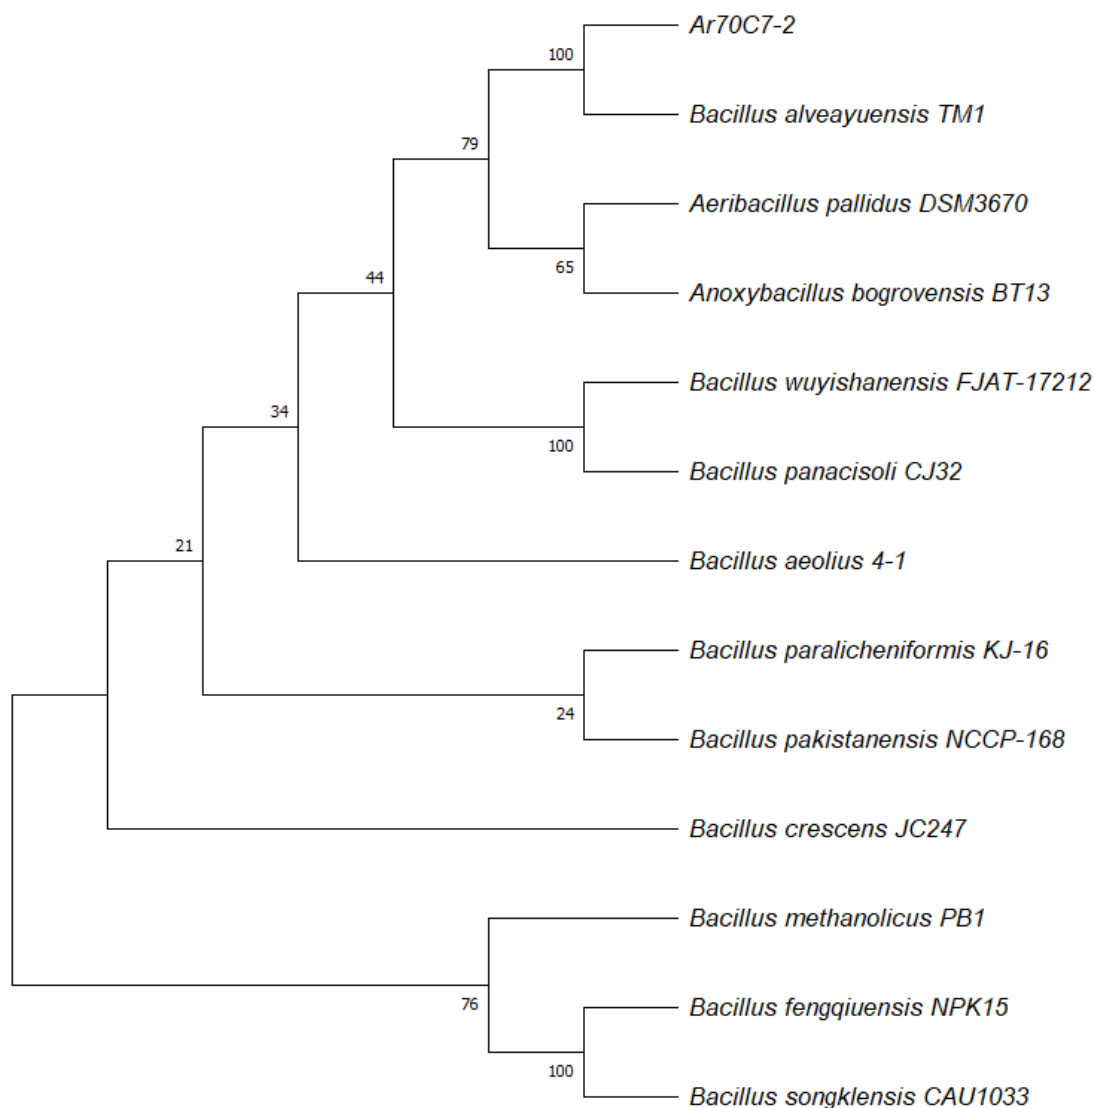 Ar70C7-2
100
Bacillus alveayuensis TM1
79
Aeribacillus pallidus DSM3670
65
44
Anoxybacillus bogrovensis BT13
Bacillus wuyishanensis FJAT-17212
34
100
Bacillus panacisoli CJ32
21
Bacillus aeolius 4-1
Bacillus paralicheniformis KJ-16
24
Bacillus pakistanensis NCCP-168
Bacillus crescens JC247
Bacillus methanolicus PB1
76
Bacillus fengqiuensis NPK15
100
Bacillus songklensis CAU1033